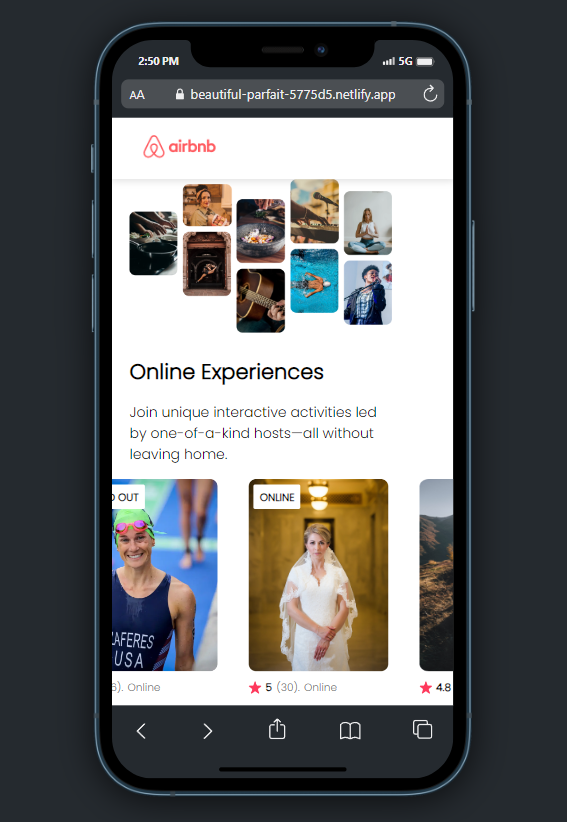 2:50 PM
5G
AA
beautiful-parfait-5775d5.netlify.app
airbnb
Online Experiences
Join unique interactive activities led
by one-of-a-kind hosts—all without
leaving home.
D OUT
ONLINE
AFERES
USA
6). Online
5 (30). Online
4.8